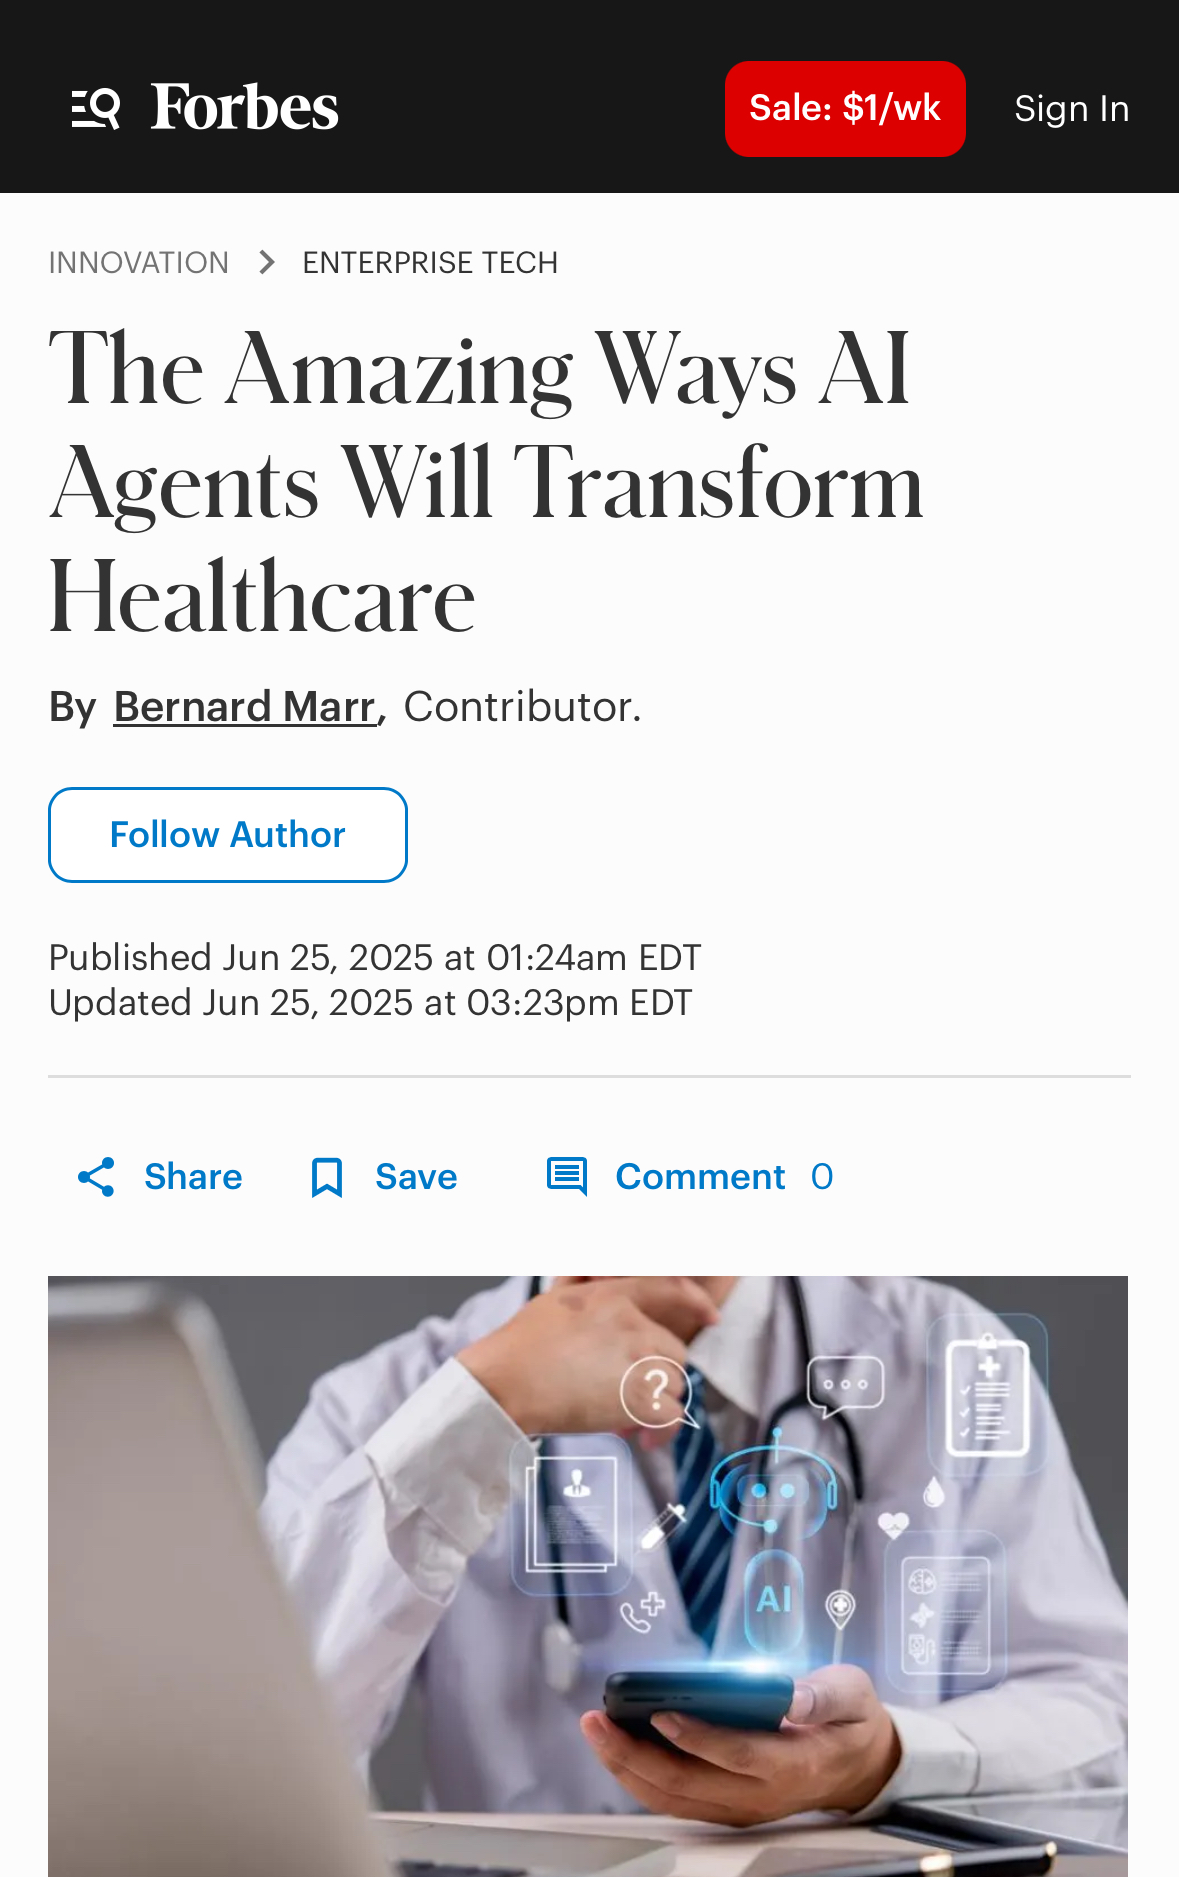 Forbes
Sale: $1/wk
Sign In
INNOVATION
ENTERPRISE TECH
The Amazing Ways AI
Agents Will Transform
Healthcare
By Bernard Marr, Contributor.
Follow Author
Published Jun 25, 2025 at 01:24am EDT
Updated Jun 25, 2025 at 03:23pm EDT
Share
Save
Comment 0
?
AI